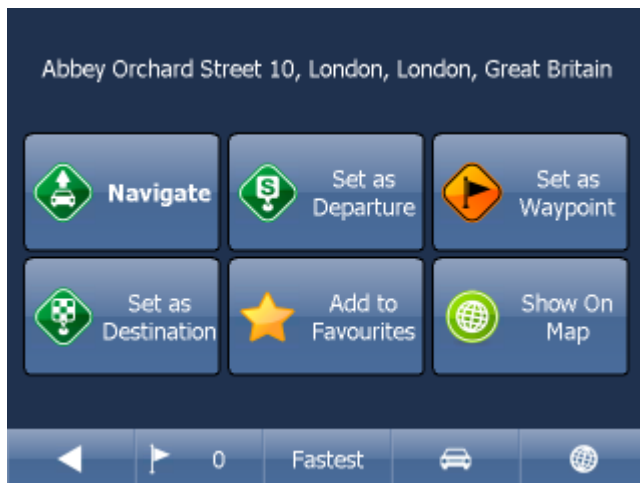 Abbey Orchard Street 10, London, London, Great Britain
Navigate
Set as
Departure
Set as
Waypoint
Set as
Destination
Add to
Favourites
Show On
Map
S
0
Fastest